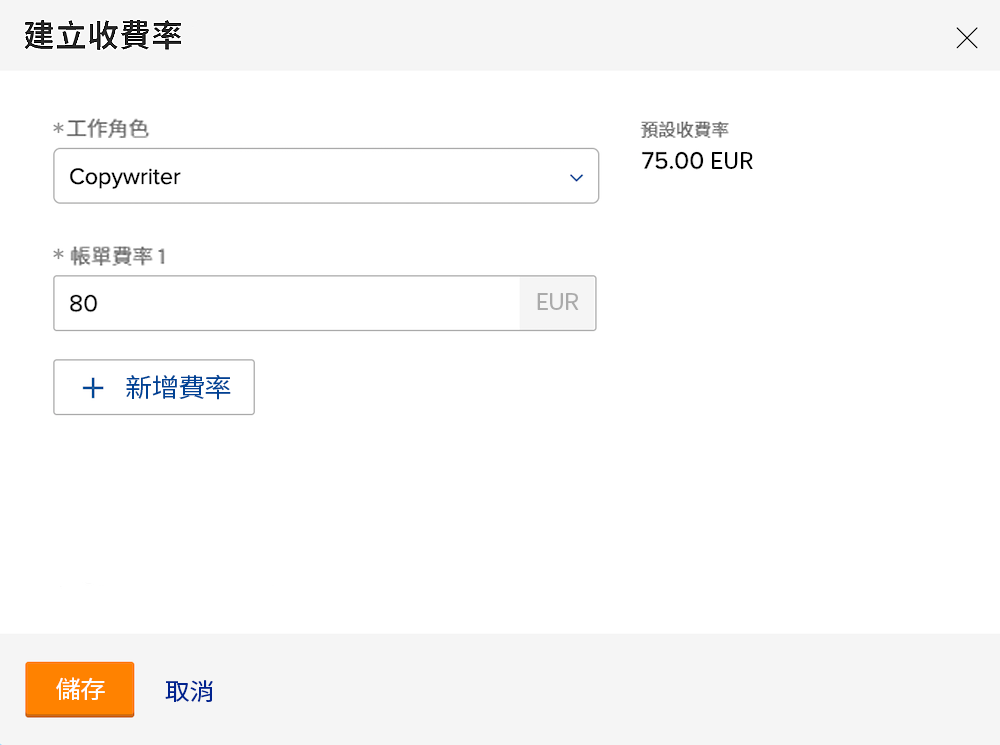 建立收費率
*工作角色
Copywriter
預設收費率
75.00 EUR
* 帳單費率 1
80
EUR
+ 新增費率
儲存
取消